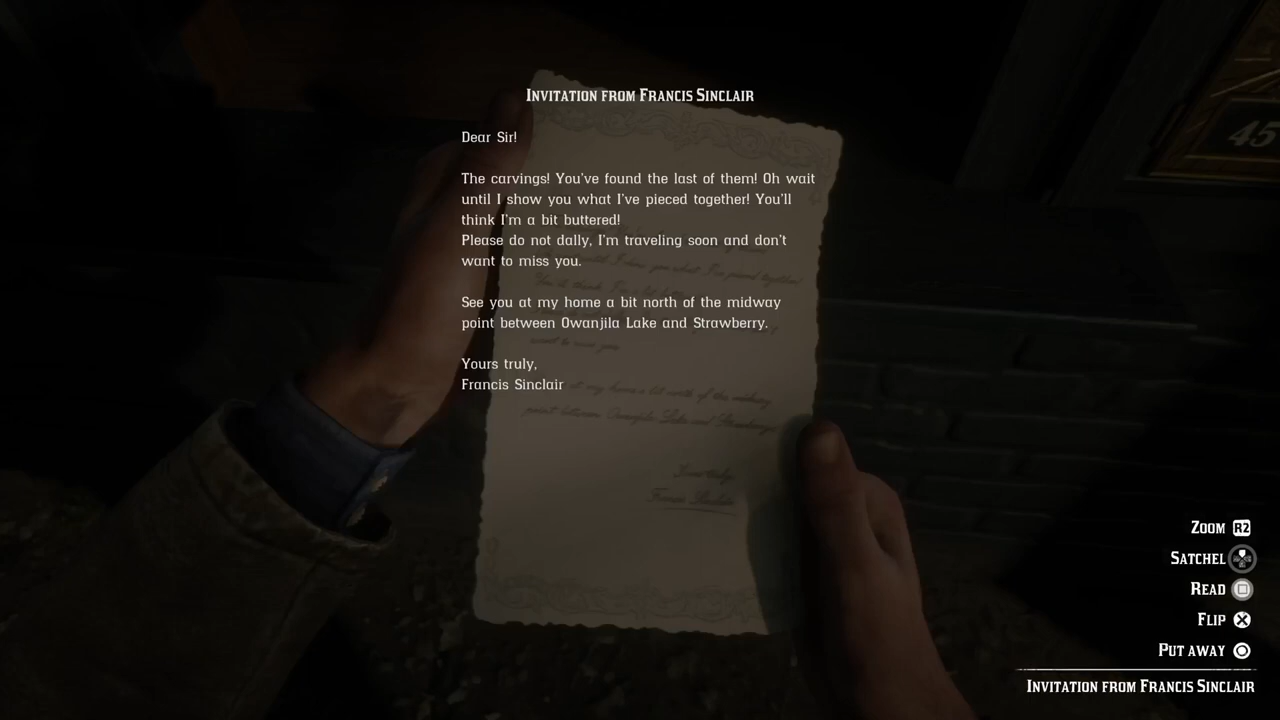 Invitation from Francis Sinclair
Dear Sir!
The carvings! You've found the last of them! Oh wait
until I show you what I've pieced together! You'll
think I'm a bit buttered!
Please do not dally, I'm traveling soon and don't
want to miss you.
See you at my home a bit north of the midway
point between Owanjila Lake and Strawberry.
Yours truly,
Francis Sinclair
45
Zoom R2
Satchel
Read
Flip
Put away
Invitation from Francis Sinclair